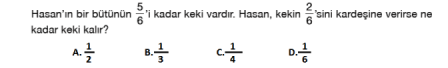 Hasan'ın bir bütünün 5/6'i kadar keki vardır. Hasan, kekin 2/6'sini kardeşine verirse ne
kadar keki kalır?
A. 1/2 B. 1/3 C. 1/4 D. 1/6